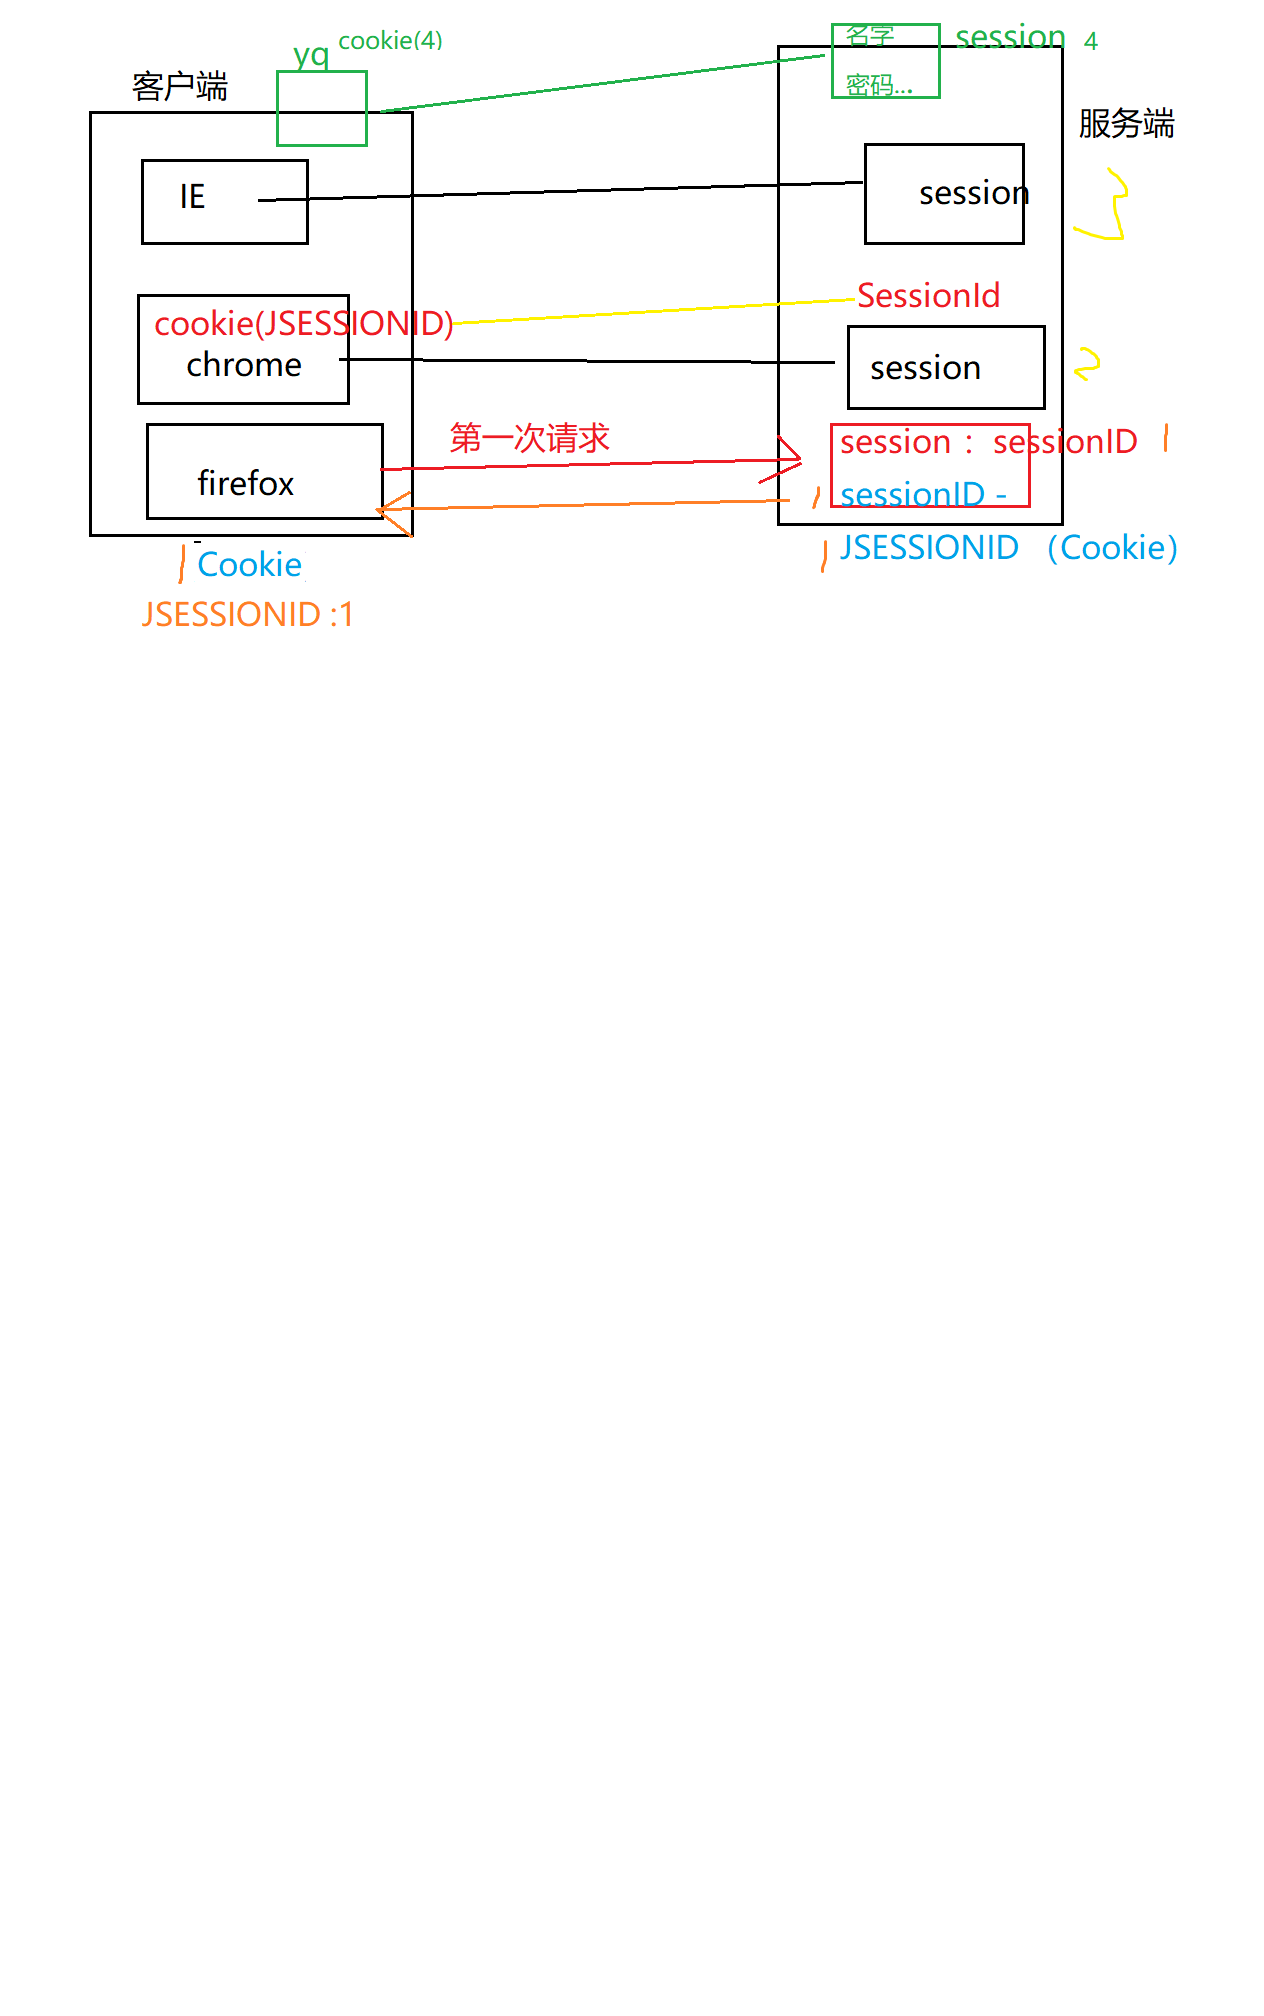 yq cookie(4)
名字
session 4
密码...
客户端
服务端
IE
session
3
SessionId
cookie(JSESSIONID)
chrome
session
2
第一次请求
session： sessionID 1
firefox
1 sessionID -
1 JSESSIONID （Cookie）
1 Cookie
JSESSIONID :1